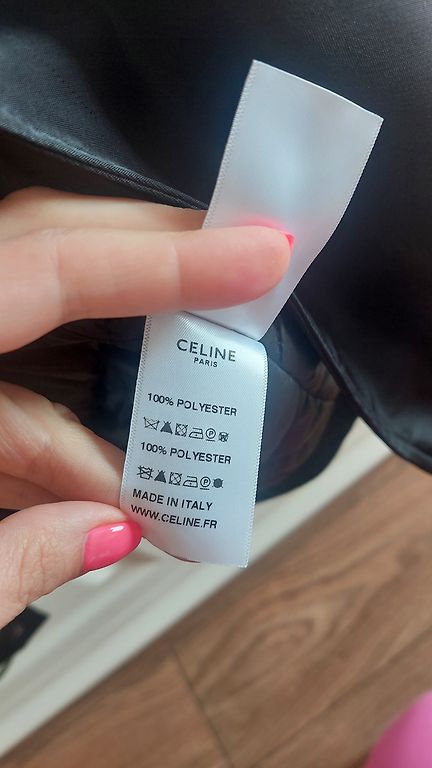 CELINE
PARIS
100% POLYESTER
100% POLYESTER
MADE IN ITALY
WWW.CELINE.FR